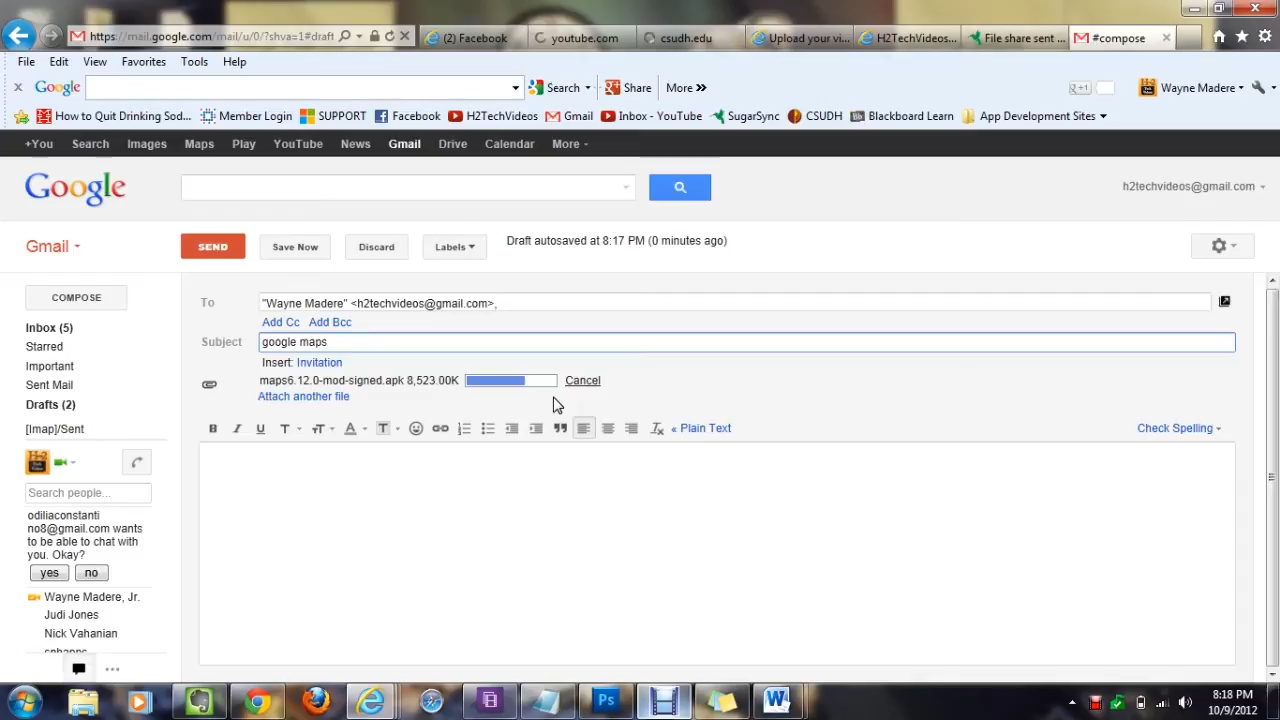 https://mail.google.com/mail/u/0/?shva=1#draft
(2) Facebook
youtube.com
csudh.edu
Upload your vi...
H2TechVideos...
File share sent ...
#compose
File Edit View Favorites Tools Help
Google
Search
Share
More »
+1
Wayne Madere
How to Quit Drinking Sod...
Member Login
SUPPORT
Facebook
H2TechVideos
Gmail
Inbox - YouTube
SugarSync
CSUDH
Bb
Blackboard Learn
App Development Sites
+You Search Images Maps Play YouTube News Gmail Drive Calendar More
Google
h2techvideos@gmail.com
Gmail
SEND
Save Now
Discard
Labels
Draft autosaved at 8:17 PM (0 minutes ago)
COMPOSE
Inbox (5)
Starred
Important
Sent Mail
Drafts (2)
[Imap]/Sent
Search people...
odiliaconstanti
no8@gmail.com wants
to be able to chat with
you. Okay?
yes no
Wayne Madere, Jr.
Judi Jones
Nick Vahanian
To
"Wayne Madere" <h2techvideos@gmail.com>,
Add Cc Add Bcc
Subject
google maps
Insert: Invitation
maps6.12.0-mod-signed.apk 8,523.00K
Cancel
Attach another file
B I U T T A T
« Plain Text
Check Spelling
Ps
W
8:18 PM
10/9/2012